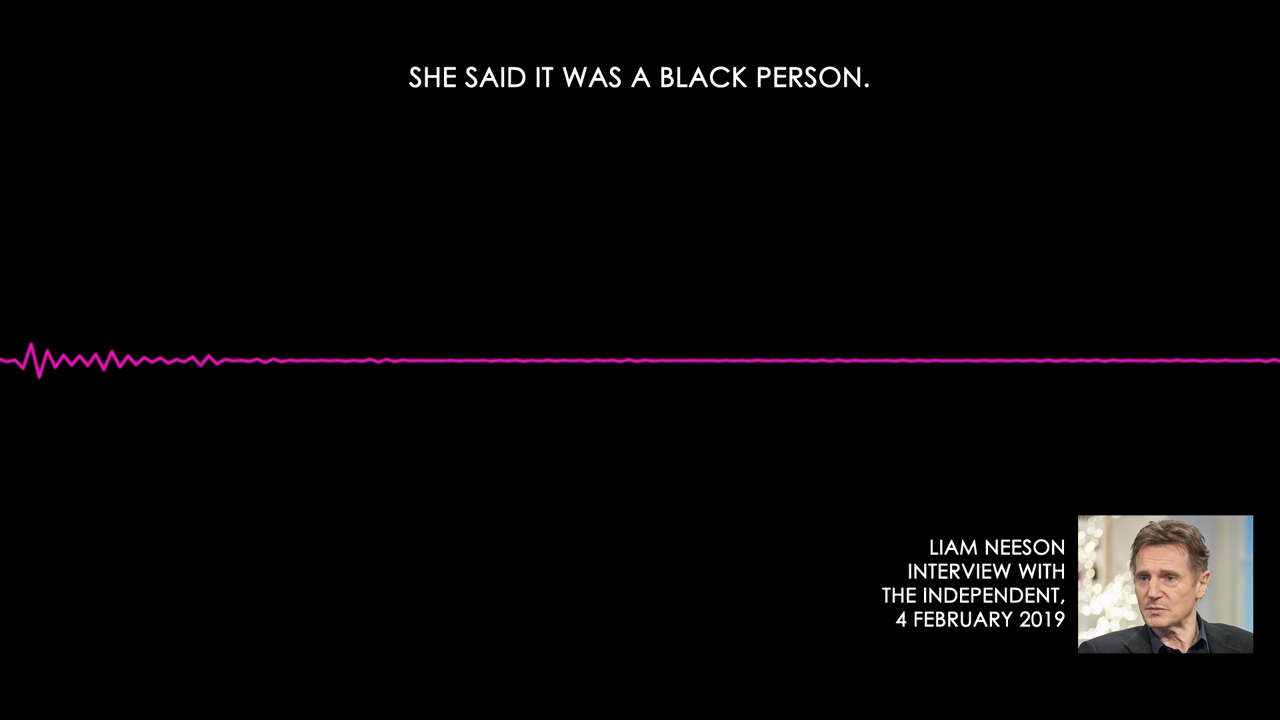 SHE SAID IT WAS A BLACK PERSON.
LIAM NEESON
INTERVIEW WITH
THE INDEPENDENT,
4 FEBRUARY 2019